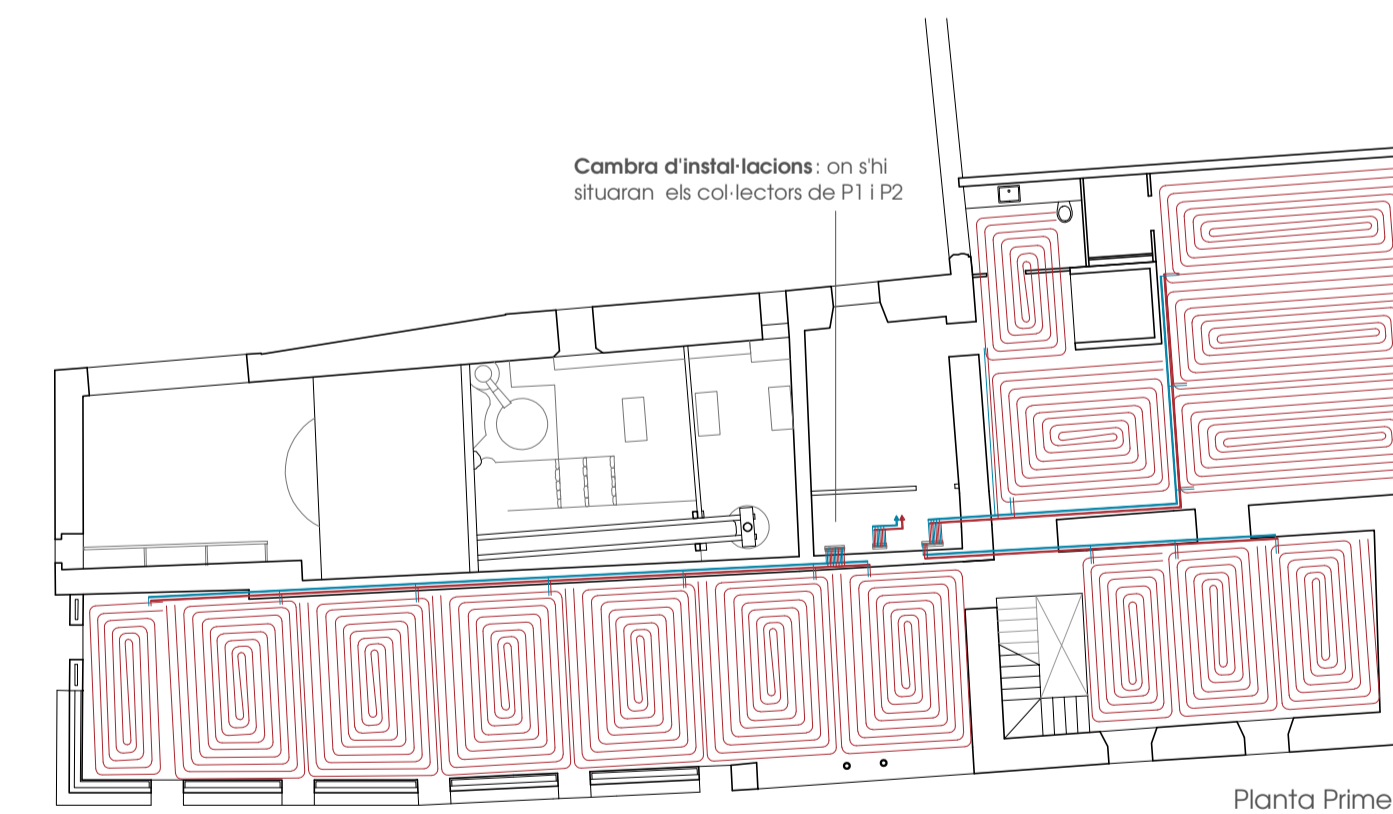 Cambra d'instal·lacions: on s'hi
situaran els col·lectors de P1 i P2
Planta Prime